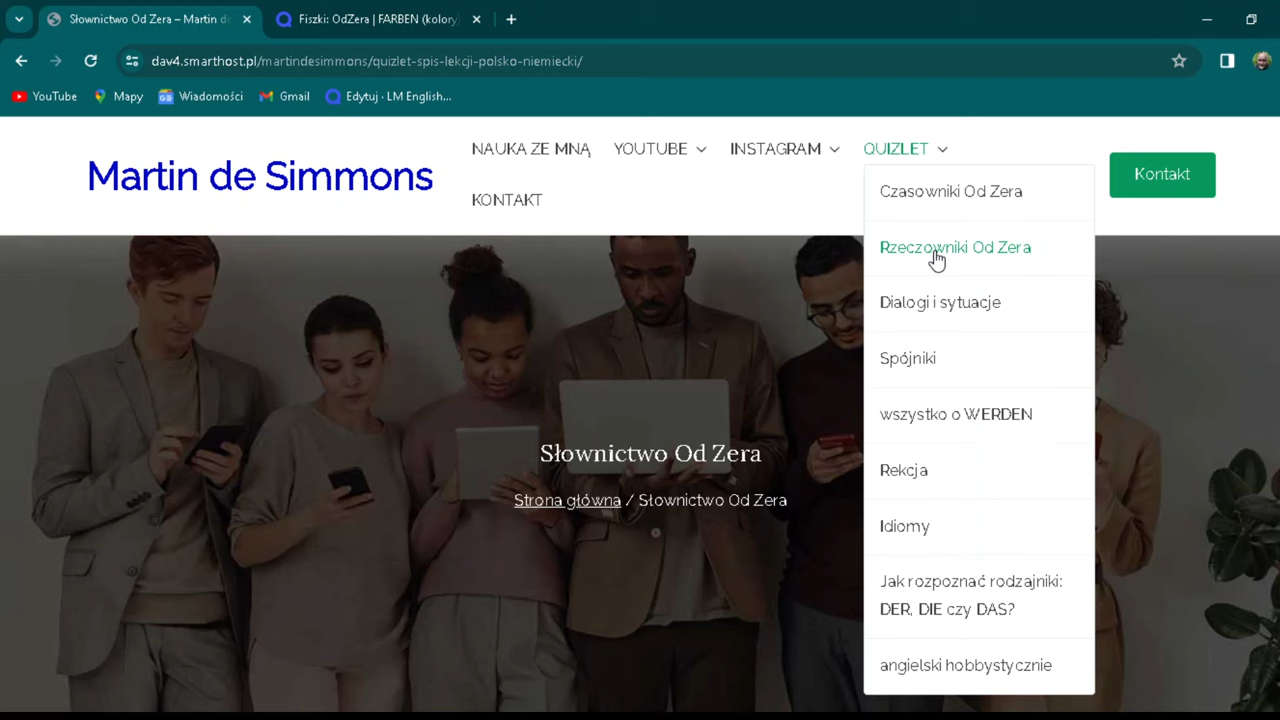 Słownictwo Od Zera – Martin de
Fiszki: OdZera | FARBEN (kolory)
dav4.smarthost.pl/martindesimmons/quizlet-spis-lekcji-polsko-niemiecki/
YouTube
Mapy
Wiadomości
Gmail
Edytuj · LM English...
Martin de Simmons
NAUKA ZE MNĄ
YOUTUBE
INSTAGRAM
QUIZLET
KONTAKT
Kontakt
Czasowniki Od Zera
Rzeczowniki Od Zera
Dialogi i sytuacje
Spójniki
wszystko o WERDEN
Rekcja
Idiomy
Jak rozpoznać rodzajniki:
DER, DIE czy DAS?
angielski hobbystycznie
Słownictwo Od Zera
Strona główna / Słownictwo Od Zera